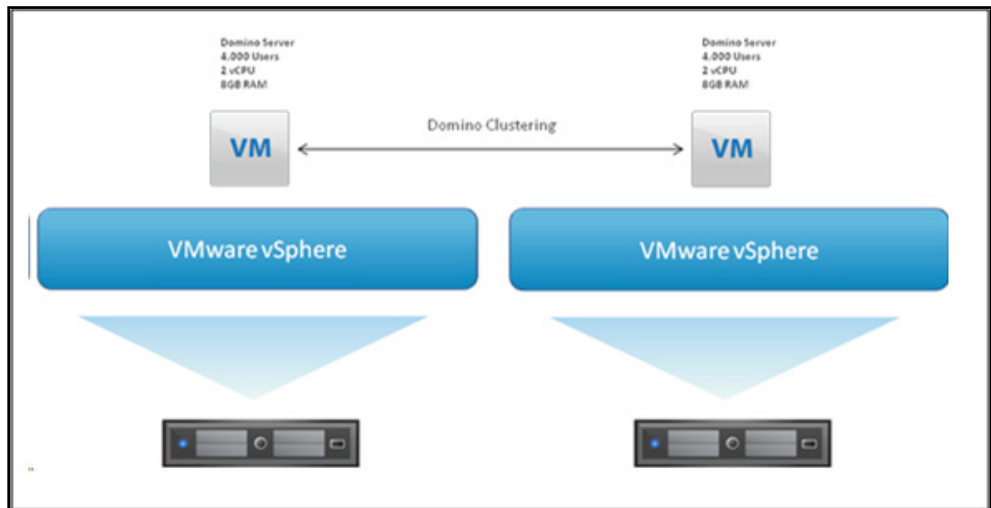 Domino Server
4,000 Users
2 vCPU
8GB RAM
Domino Server
4,000 Users
2 vCPU
8GB RAM
Domino Clustering
VM
VM
VMware vSphere
VMware vSphere